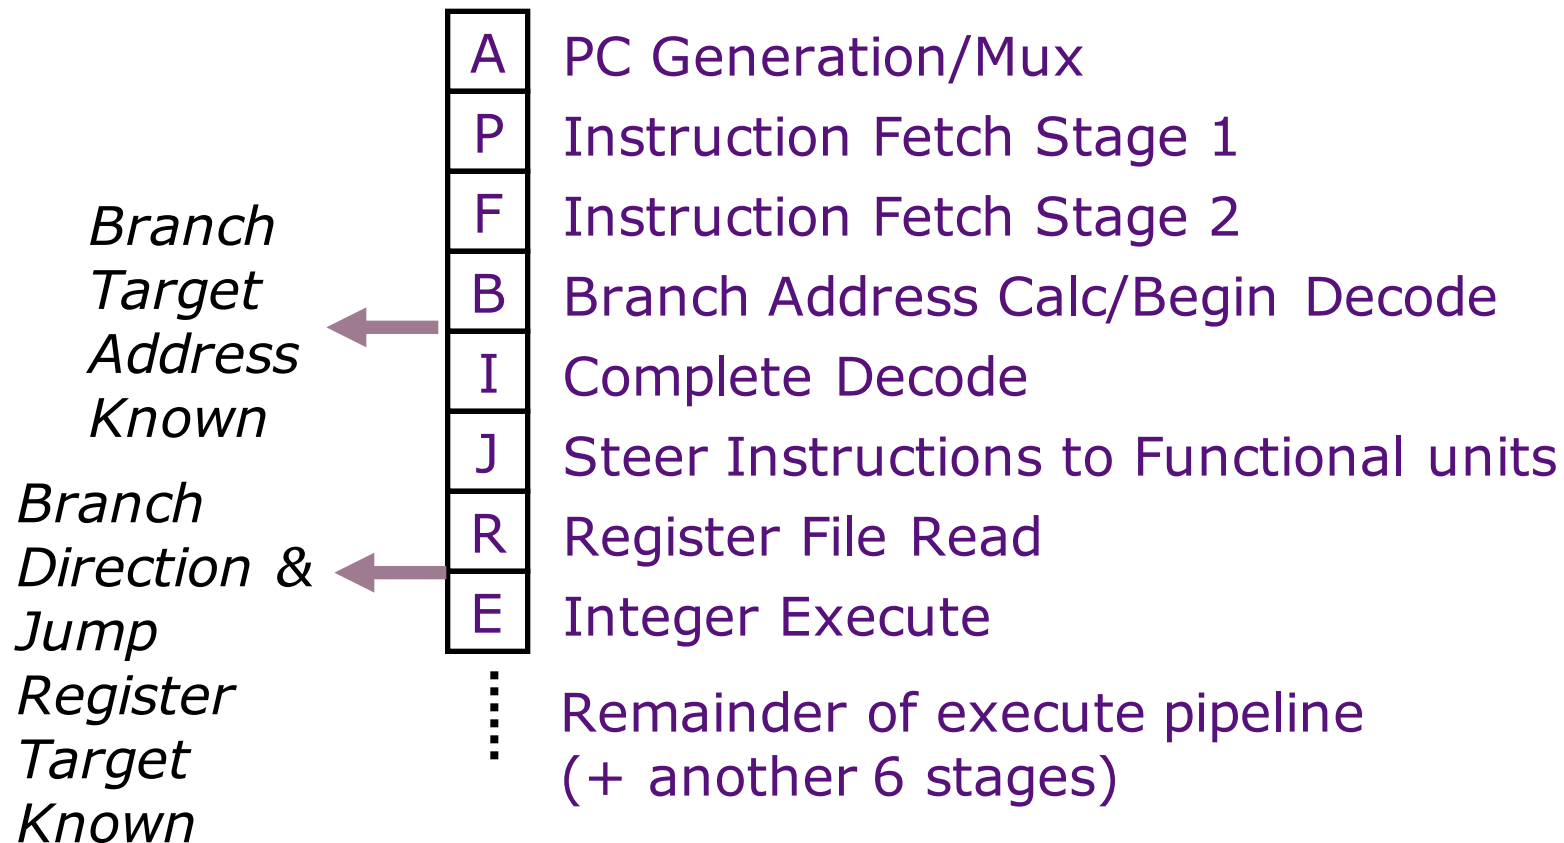 A PC Generation/Mux
P Instruction Fetch Stage 1
F Instruction Fetch Stage 2
B Branch Address Calc/Begin Decode
I Complete Decode
J Steer Instructions to Functional units
R Register File Read
E Integer Execute
Remainder of execute pipeline
(+ another 6 stages)
Branch
Target
Address
Known
Branch
Direction &
Jump
Register
Target
Known